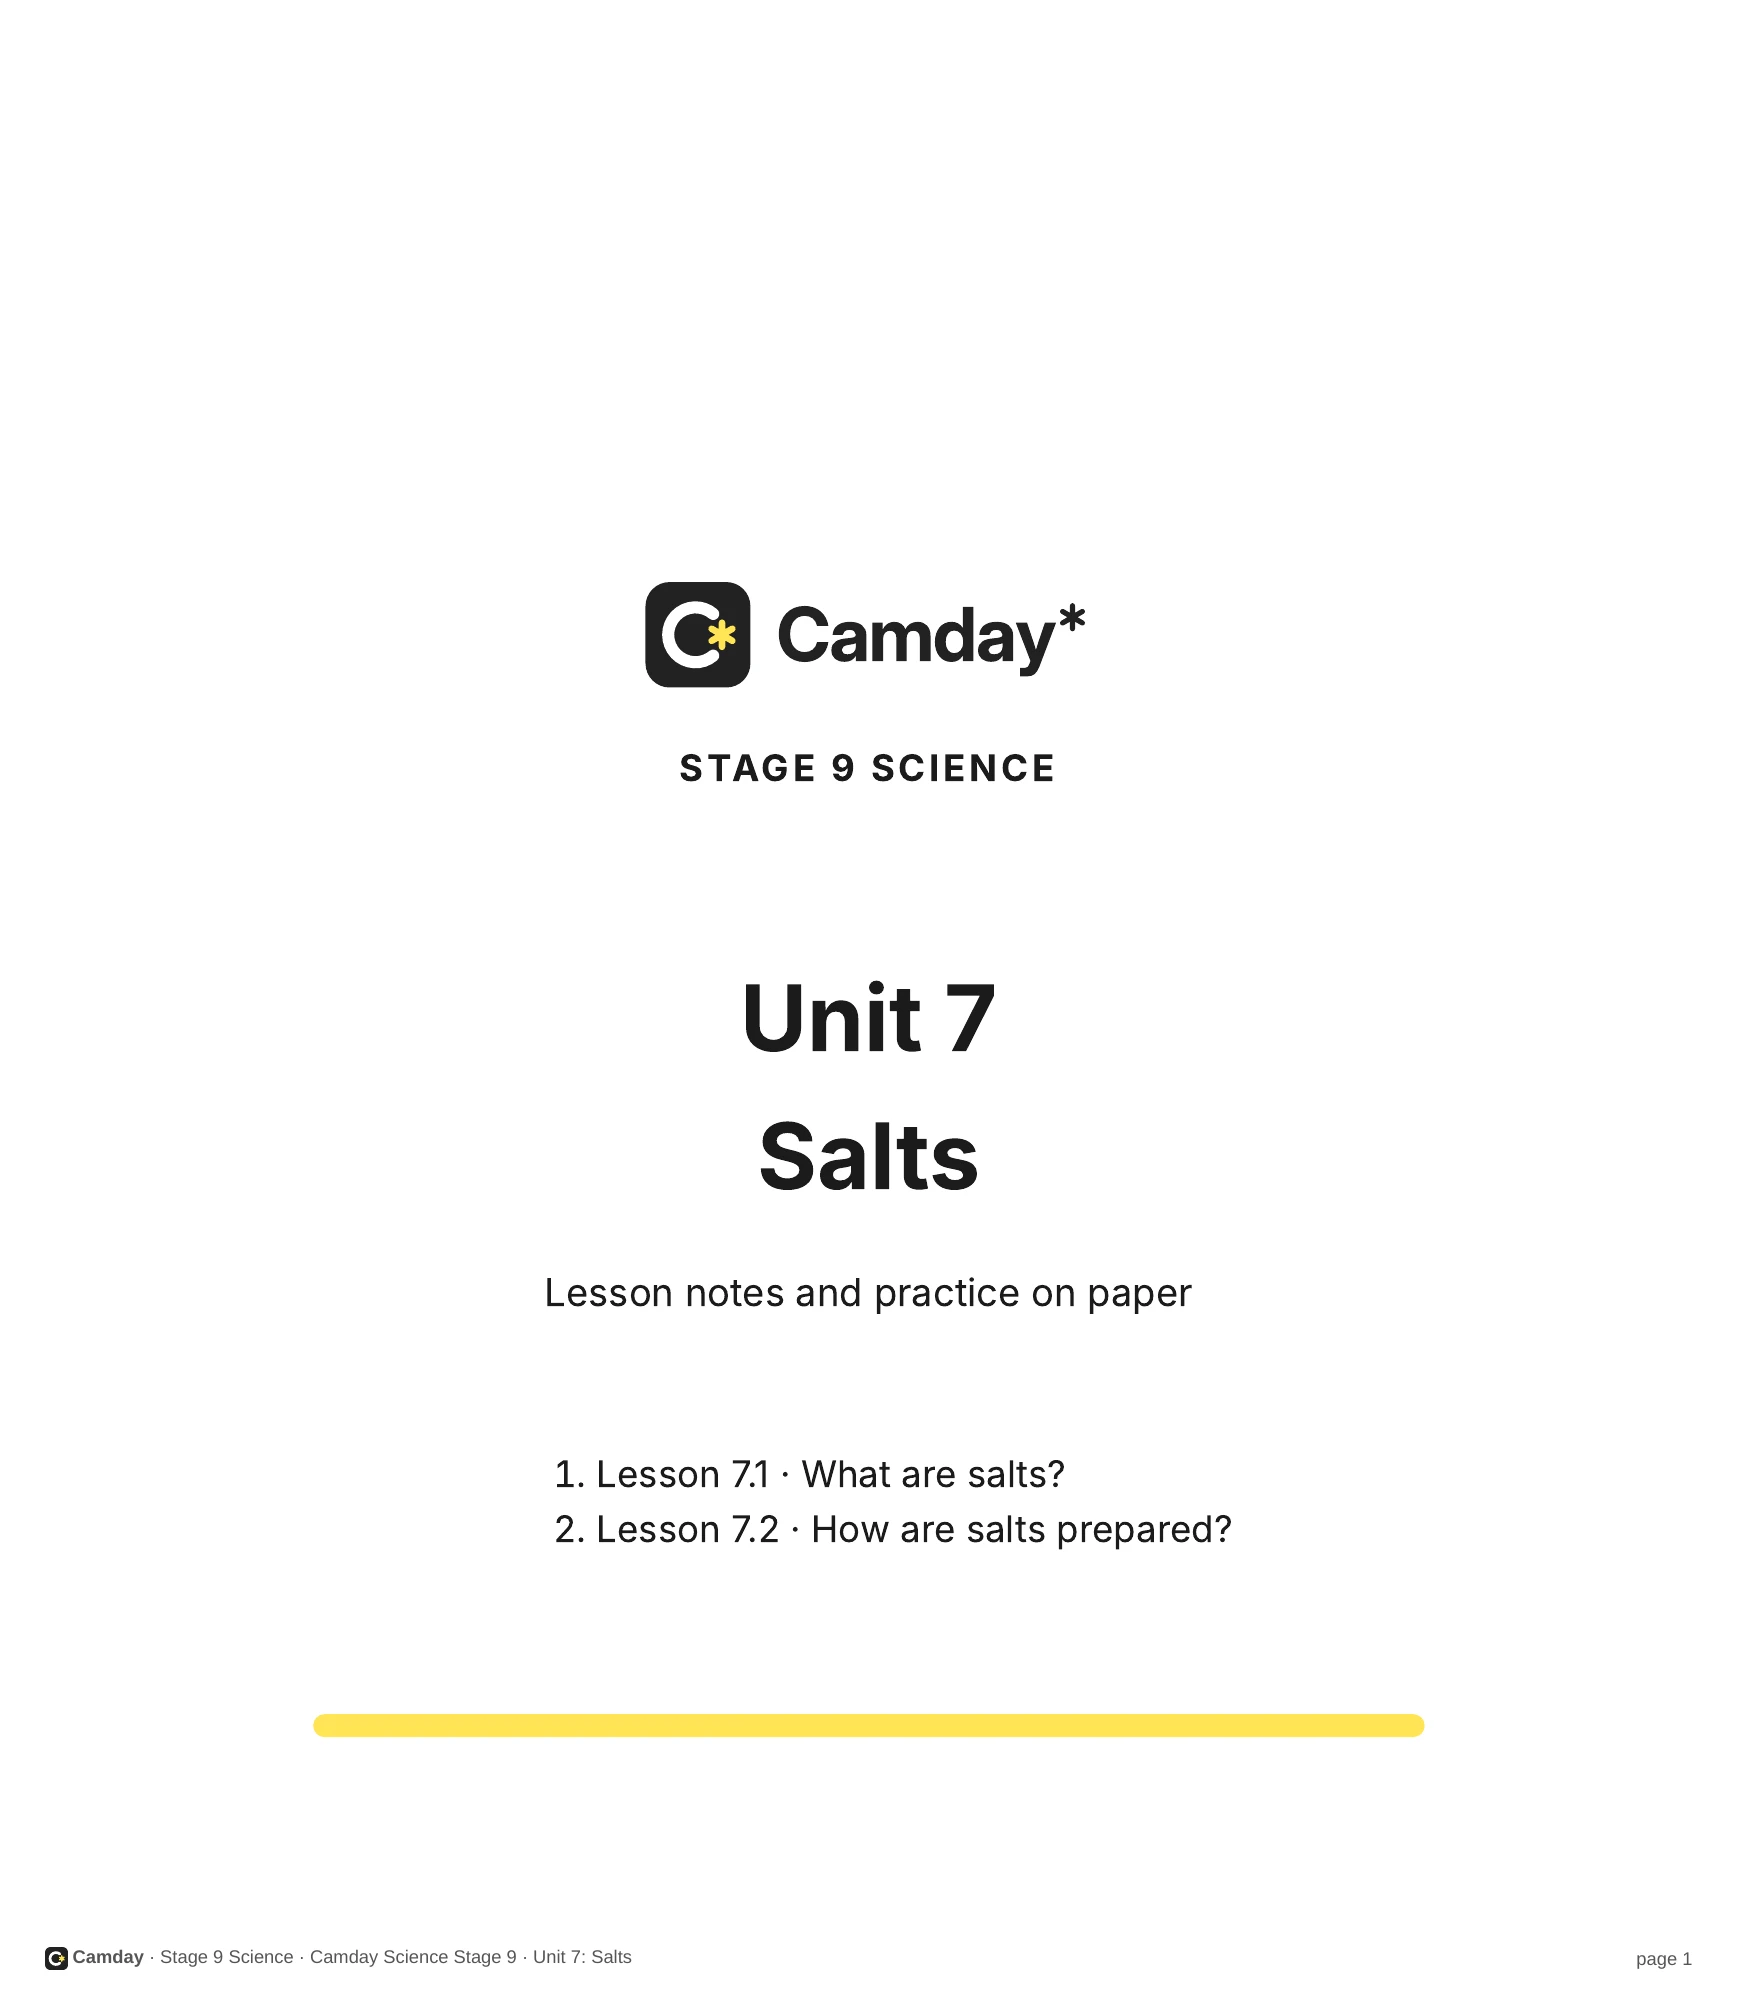 Camday*
STAGE 9 SCIENCE
Unit 7
Salts
Lesson notes and practice on paper
1. Lesson 7.1 · What are salts?
2. Lesson 7.2 · How are salts prepared?
Camday · Stage 9 Science · Camday Science Stage 9 · Unit 7: Salts
page 1